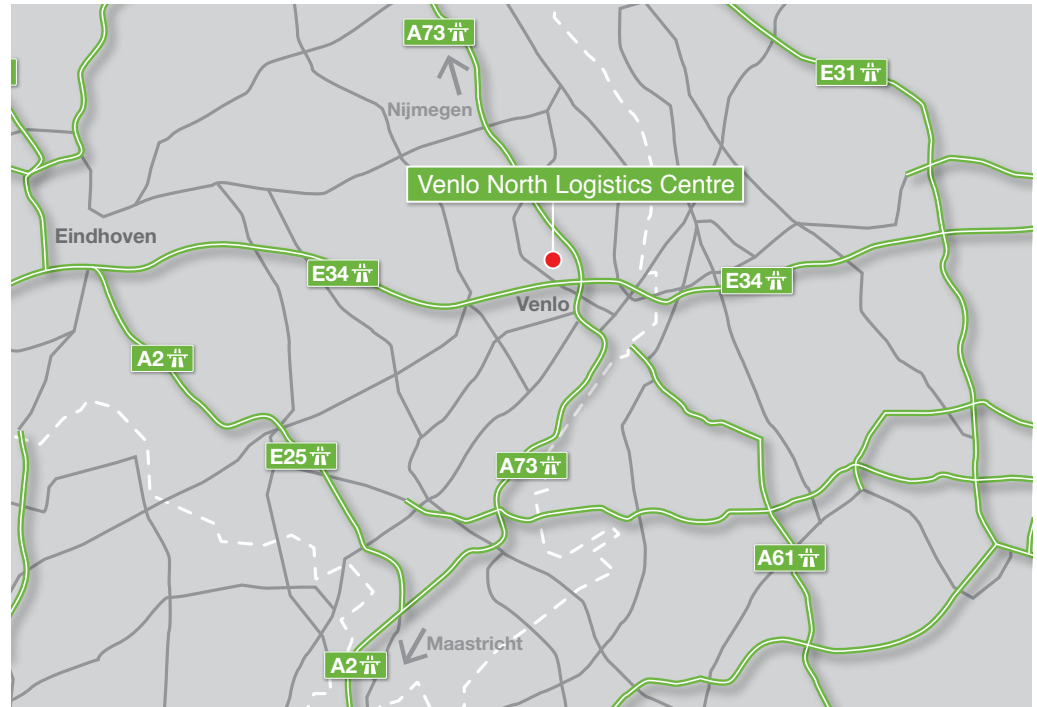 A73
E31
Nijmegen
Venlo North Logistics Centre
Eindhoven
E34
E34
Venlo
A2
E25
A73
A61
Maastricht
A2